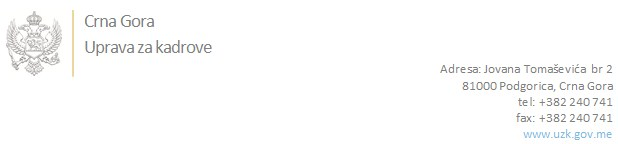 Crna Gora
Uprava za kadrove
Adresa: Jovana Tomaševića br 2
81000 Podgorica, Crna Gora
tel: +382 240 741
fax: +382 240 741
www.uzk.gov.me